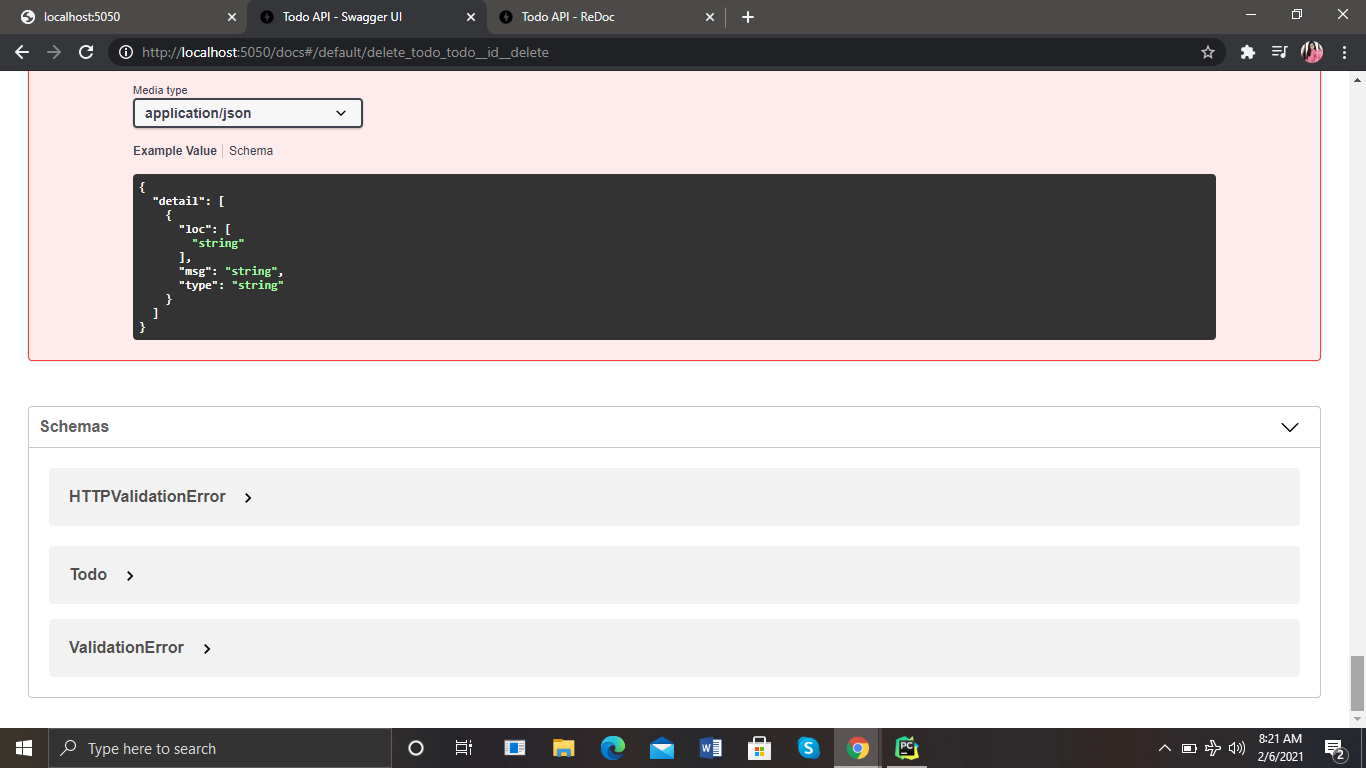 localhost:5050
Todo API - Swagger UI
Todo API - ReDoc
http://localhost:5050/docs#/default/delete_todo_todo__id__delete
Media type
application/json
Example Value Schema
{
"detail": [
{
"loc": [
"string"
],
"msg": "string",
"type": "string"
}
]
}
Schemas
HTTPValidationError
Todo
ValidationError
Type here to search
8:21 AM
2/6/2021
2
W
S
PC